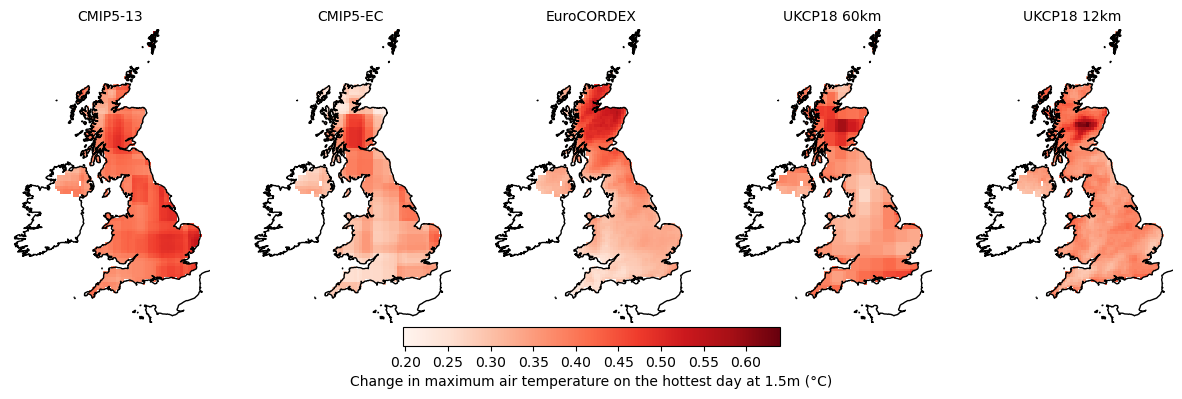 CMIP5-13 CMIP5-EC EuroCORDEX UKCP18 60km UKCP18 12km
0.20 0.25 0.30 0.35 0.40 0.45 0.50 0.55 0.60
Change in maximum air temperature on the hottest day at 1.5m (°C)